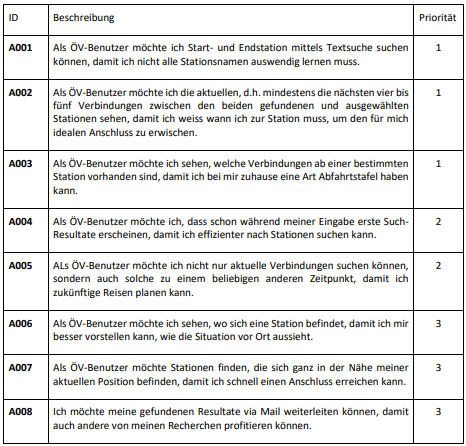 ID Beschreibung Priorität
A001 Als ÖV-Benutzer möchte ich Start- und Endstation mittels Textsuche suchen 1
können, damit ich nicht alle Stationsnamen auswendig lernen muss.
A002 Als ÖV-Benutzer möchte ich die aktuellen, d.h. mindestens die nächsten vier bis 1
fünf Verbindungen zwischen den beiden gefundenen und ausgewählten
Stationen sehen, damit ich weiss wann ich zur Station muss, um den für mich
idealen Anschluss zu erwischen.
A003 Als ÖV-Benutzer möchte ich sehen, welche Verbindungen ab einer bestimmten 1
Station vorhanden sind, damit ich bei mir zuhause eine Art Abfahrtstafel haben
kann.
A004 Als ÖV-Benutzer möchte ich, dass schon während meiner Eingabe erste Such- 2
Resultate erscheinen, damit ich effizienter nach Stationen suchen kann.
A005 ALs ÖV-Benutzer möchte ich nicht nur aktuelle Verbindungen suchen können, 2
sondern auch solche zu einem beliebigen anderen Zeitpunkt, damit ich
zukünftige Reisen planen kann.
A006 Als ÖV-Benutzer möchte ich sehen, wo sich eine Station befindet, damit ich mir 3
besser vorstellen kann, wie die Situation vor Ort aussieht.
A007 Als ÖV-Benutzer möchte Stationen finden, die sich ganz in der Nähe meiner 3
aktuellen Position befinden, damit ich schnell einen Anschluss erreichen kann.
A008 Ich möchte meine gefundenen Resultate via Mail weiterleiten können, damit 3
auch andere von meinen Recherchen profitieren können.